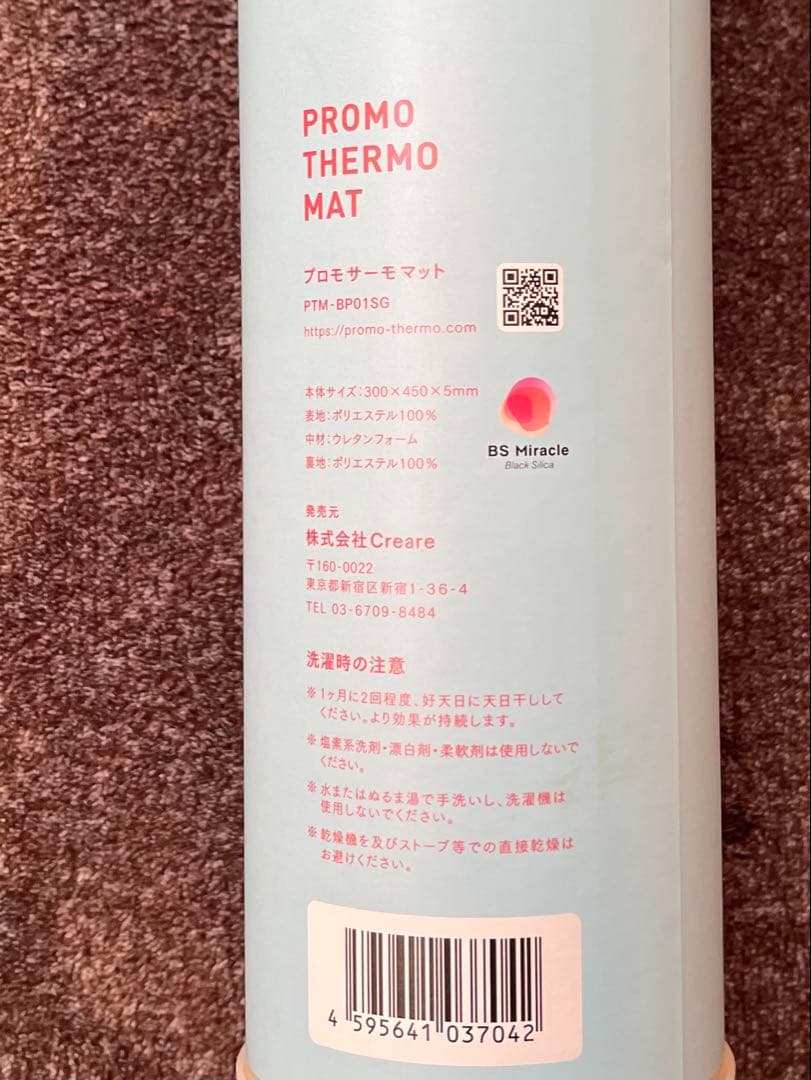 PROMO
THERMO
MAT
プロモサーモマット
PTM-BP01SG
https://promo-thermo.com
本体サイズ:300×450×5mm
表地:ポリエステル100%
中材:ウレタンフォーム
裏地:ポリエステル100%
BS Miracle
Black Silica
発売元
株式会社Creare
〒160-0022
東京都新宿区新宿1-36-4
TEL 03-6709-8484
洗濯時の注意
※1ヶ月に2回程度、好天日に天日干しして
ください。より効果が持続します。
※塩素系洗剤・漂白剤・柔軟剤は使用しないで
ください。
※水またはぬるま湯で手洗いし、洗濯機は
使用しないでください。
※乾燥機を及びストーブ等での直接乾燥は
お避けください。
4 595641 037042